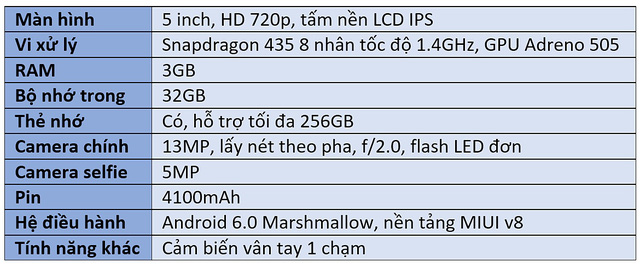 Màn hình 5 inch, HD 720p, tấm nền LCD IPS
Vi xử lý Snapdragon 435 8 nhân tốc độ 1.4GHz, GPU Adreno 505
RAM 3GB
Bộ nhớ trong 32GB
Thẻ nhớ Có, hỗ trợ tối đa 256GB
Camera chính 13MP, lấy nét theo pha, f/2.0, flash LED đơn
Camera selfie 5MP
Pin 4100mAh
Hệ điều hành Android 6.0 Marshmallow, nền tảng MIUI v8
Tính năng khác Cảm biến vân tay 1 chạm